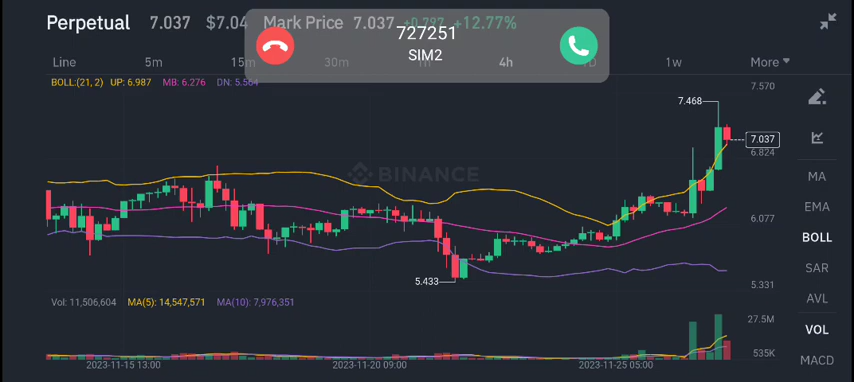 Perpetual 7.037 $7.04 Mark Price 7.037 +0.797 +12.77%
727251
SIM2
Line 5m 15m 30m 4h 1w More
BOLL:(21, 2) UP: 6.987 MB: 6.276 DN: 5.564
7.570
7.468
7.037
6.824
BINANCE
6.077
5.433
5.331
MA
EMA
BOLL
SAR
AVL
VOL
MACD
Vol: 11,506,604 MA(5): 14,547,571 MA(10): 7,976,351
27.5M
535K
2023-11-15 13:00 2023-11-20 09:00 2023-11-25 05:00